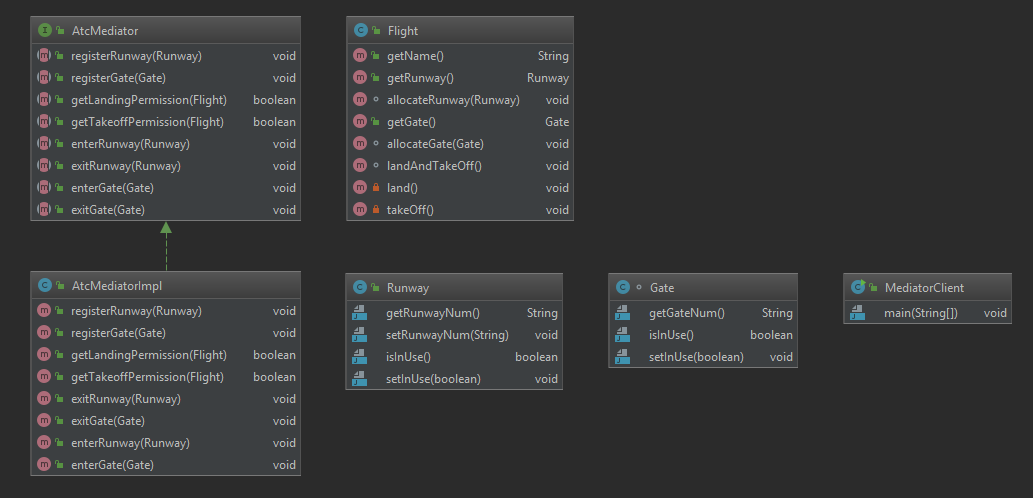 AtcMediator
registerRunway(Runway) void
registerGate(Gate) void
getLandingPermission(Flight) boolean
getTakeoffPermission(Flight) boolean
enterRunway(Runway) void
exitRunway(Runway) void
enterGate(Gate) void
exitGate(Gate) void
Flight
getName() String
getRunway() Runway
allocateRunway(Runway) void
getGate() Gate
allocateGate(Gate) void
landAndTakeOff() void
land() void
takeOff() void
AtcMediatorImpl
registerRunway(Runway) void
registerGate(Gate) void
getLandingPermission(Flight) boolean
getTakeoffPermission(Flight) boolean
exitRunway(Runway) void
exitGate(Gate) void
enterRunway(Runway) void
enterGate(Gate) void
Runway
getRunwayNum() String
setRunwayNum(String) void
isInUse() boolean
setInUse(boolean) void
Gate
getGateNum() String
isInUse() boolean
setInUse(boolean) void
MediatorClient
main(String[]) void